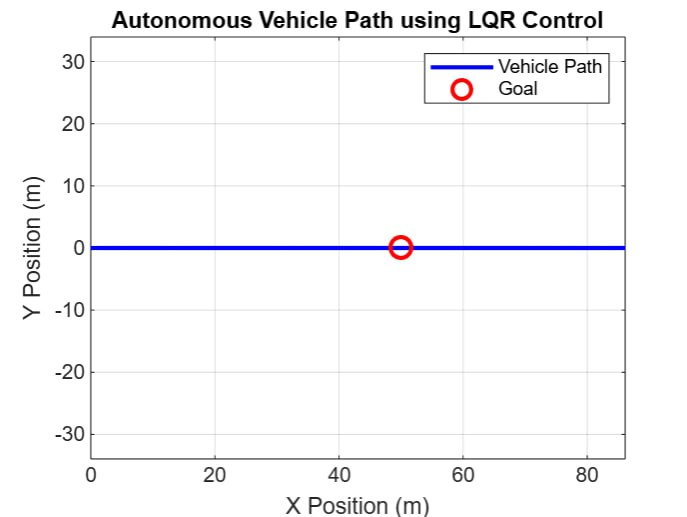 Autonomous Vehicle Path using LQR Control
Vehicle Path
Goal
Y Position (m)
30
20
10
0
-10
-20
-30
0 20 40 60 80
X Position (m)